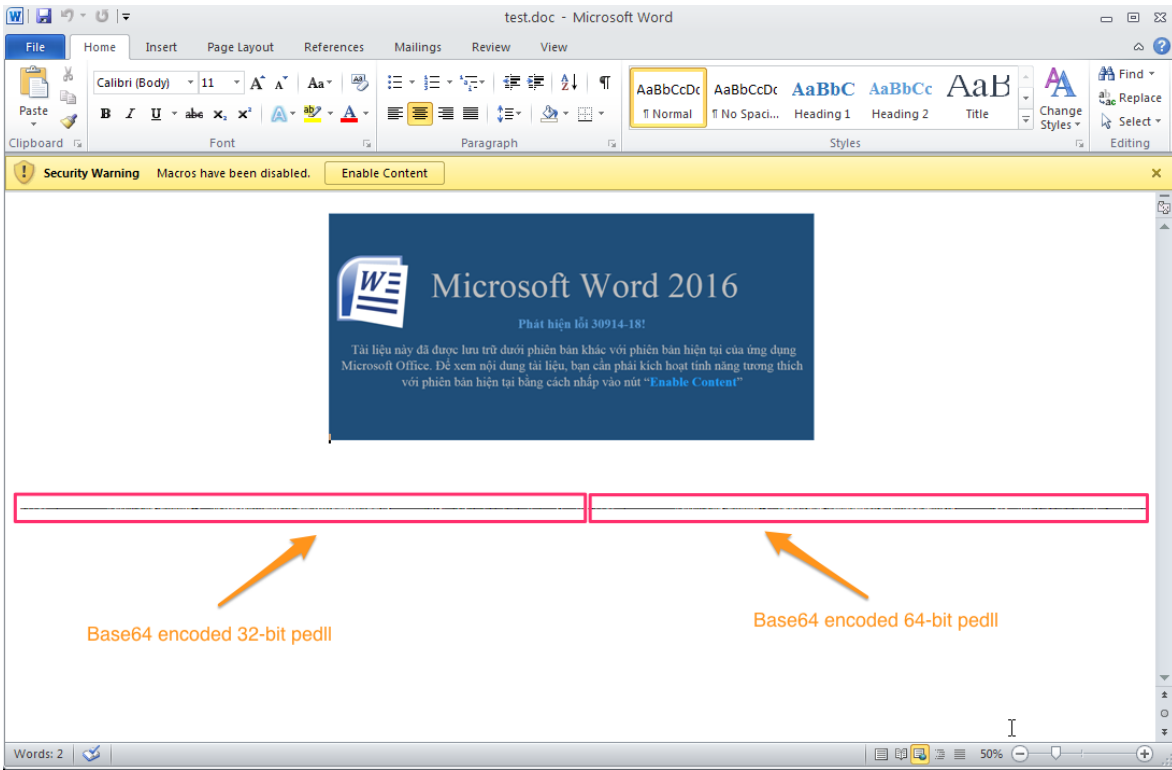 test.doc - Microsoft Word
File Home Insert Page Layout References Mailings Review View
Calibri (Body) 11
Paste
Clipboard Font Paragraph Styles Editing
AaBbCcDc AaBbCcDc AaBbC AaBbCc AaB
¶ Normal ¶ No Spaci... Heading 1 Heading 2 Title
Change Styles
Find
Replace
Select
Security Warning Macros have been disabled. Enable Content
Microsoft Word 2016
Phát hiện lỗi 30914-18!
Tài liệu này đã được lưu trữ dưới phiên bản khác với phiên bản hiện tại của ứng dụng
Microsoft Office. Để xem nội dung tài liệu, bạn cần phải kích hoạt tính năng tương thích
với phiên bản hiện tại bằng cách nhấp vào nút “Enable Content”
Base64 encoded 32-bit pedll
Base64 encoded 64-bit pedll
Words: 2
50%